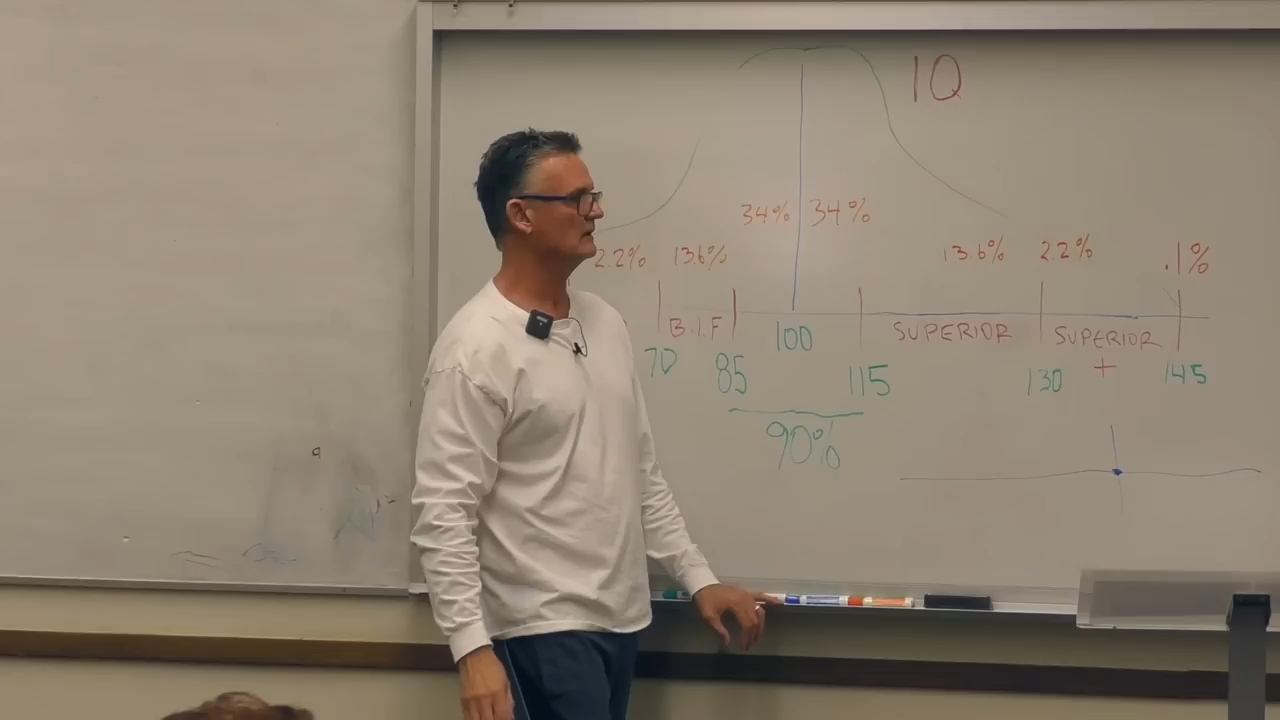 IQ
34% 34%
2.2% 13.6% 13.6% 2.2% .1%
B.I.F 100 SUPERIOR SUPERIOR
70 85 115 130 + 145
90%